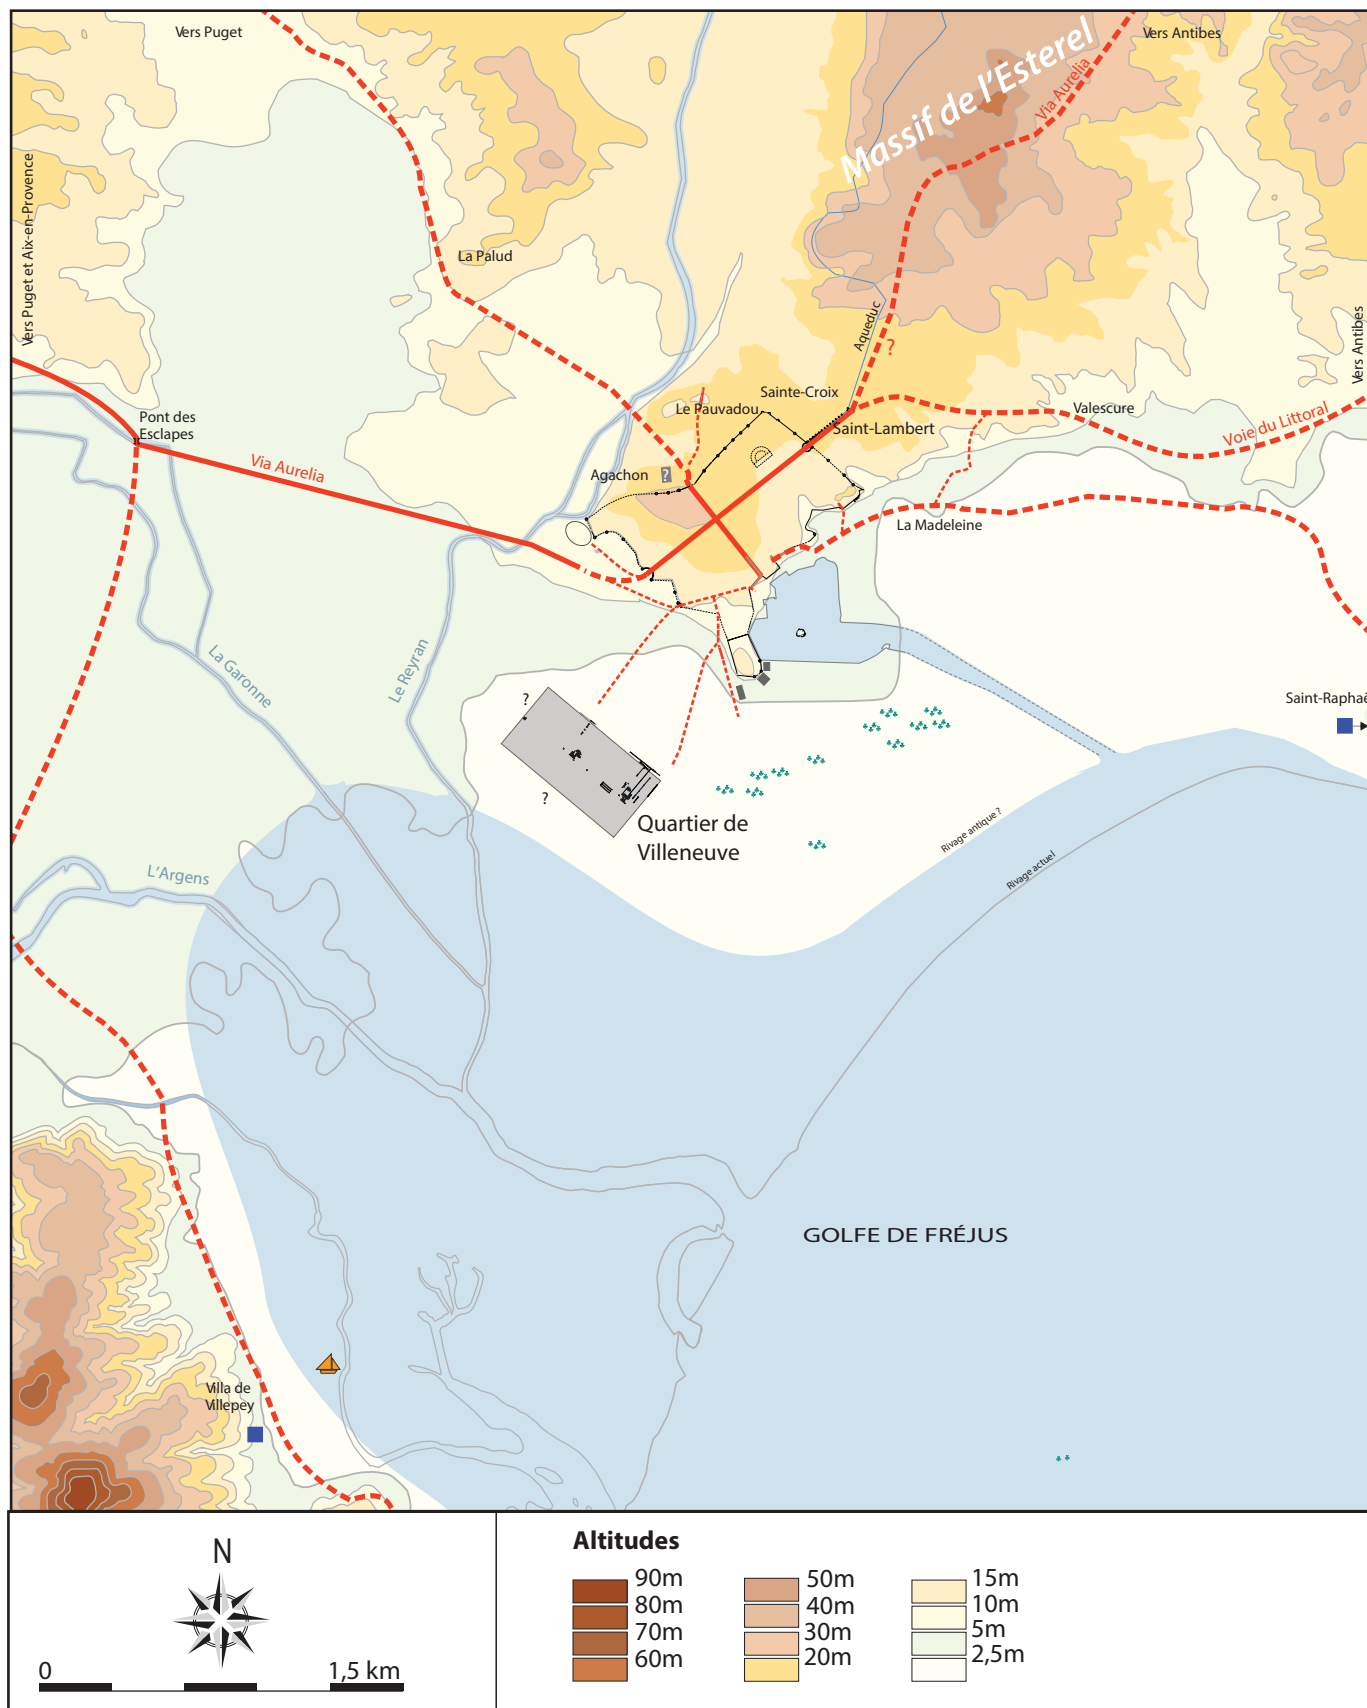 Vers Puget
Vers Antibes
Massif de l'Esterel
Via Aurelia
Vers Puget et Aix-en-Provence
La Palud
Aqueduc
?
Vers Antibes
Sainte-Croix
Le Pauvadou
Saint-Lambert
Valescure
Voie du Littoral
Pont des
Esclapes
Via Aurelia
Agachon
?
La Madeleine
La Garonne
Le Reyran
Saint-Raphaë
?
?
Quartier de
Villeneuve
Rivage antique ?
Rivage actuel
L'Argens
GOLFE DE FRÉJUS
Villa de
Villepey
N
0
1,5 km
Altitudes
90m
80m
70m
60m
50m
40m
30m
20m
15m
10m
5m
2,5m